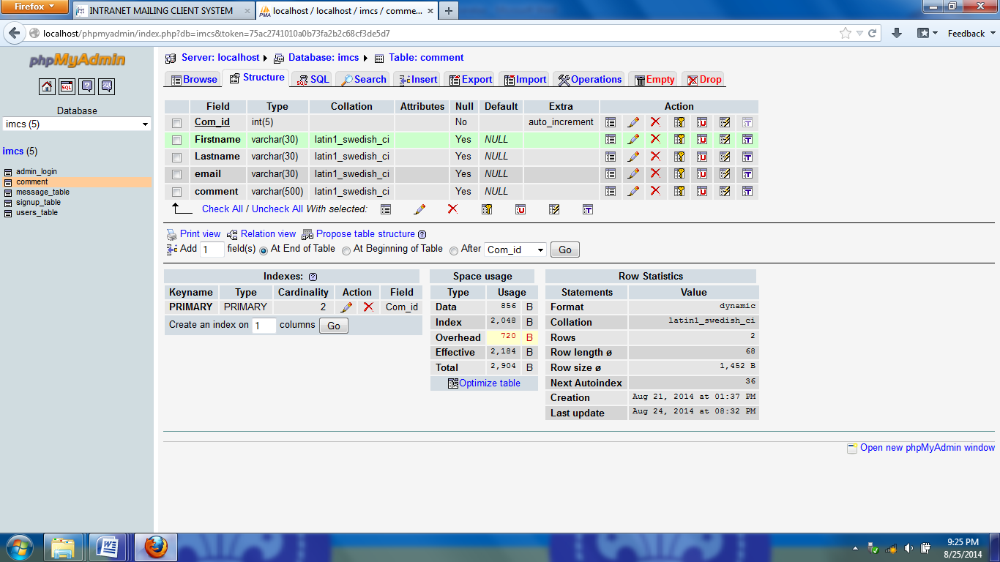 Firefox
INTRANET MAILING CLIENT SYSTEM
localhost / localhost / imcs / comme...
localhost/phpmyadmin/index.php?db=imcs&token=75ac2741010a0b73fa2b2c68cf3de5d7
Feedback
phpMyAdmin
Database
imcs (5)
imcs (5)
admin_login
comment
message_table
signup_table
users_table
Server: localhost Database: imcs Table: comment
Browse Structure SQL Search Insert Export Import Operations Empty Drop
Field Type Collation Attributes Null Default Extra Action
Com_id int(5) No auto_increment
Firstname varchar(30) latin1_swedish_ci Yes NULL
Lastname varchar(30) latin1_swedish_ci Yes NULL
email varchar(30) latin1_swedish_ci Yes NULL
comment varchar(500) latin1_swedish_ci Yes NULL
Check All / Uncheck All With selected:
Print view Relation view Propose table structure
Add 1 field(s) At End of Table At Beginning of Table After Com_id Go
Indexes:
Keyname Type Cardinality Action Field
PRIMARY PRIMARY 2 Com_id
Create an index on 1 columns Go
Space usage
Type Usage
Data 856 B
Index 2,048 B
Overhead 720 B
Effective 2,184 B
Total 2,904 B
Optimize table
Row Statistics
Statements Value
Format dynamic
Collation latin1_swedish_ci
Rows 2
Row length ø 68
Row size ø 1,452 B
Next Autoindex 36
Creation Aug 21, 2014 at 01:37 PM
Last update Aug 24, 2014 at 08:32 PM
Open new phpMyAdmin window
9:25 PM
8/25/2014